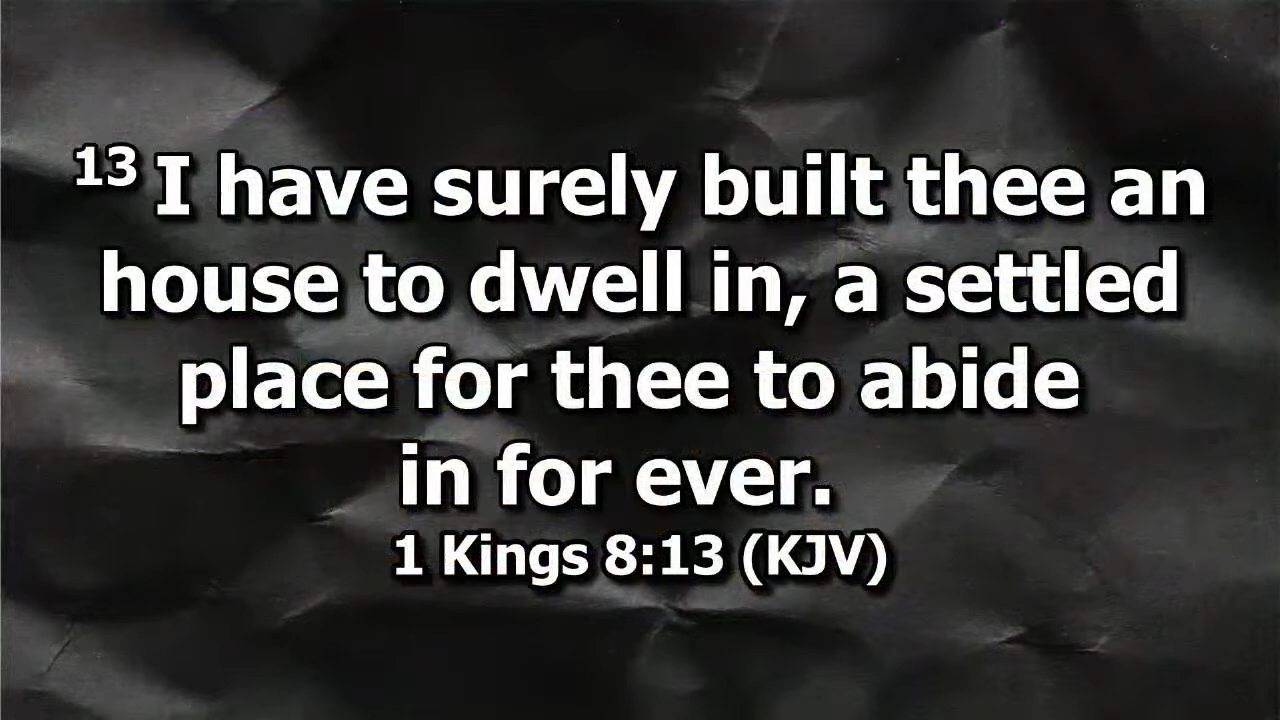 13 I have surely built thee an
house to dwell in, a settled
place for thee to abide
in for ever.
1 Kings 8:13 (KJV)